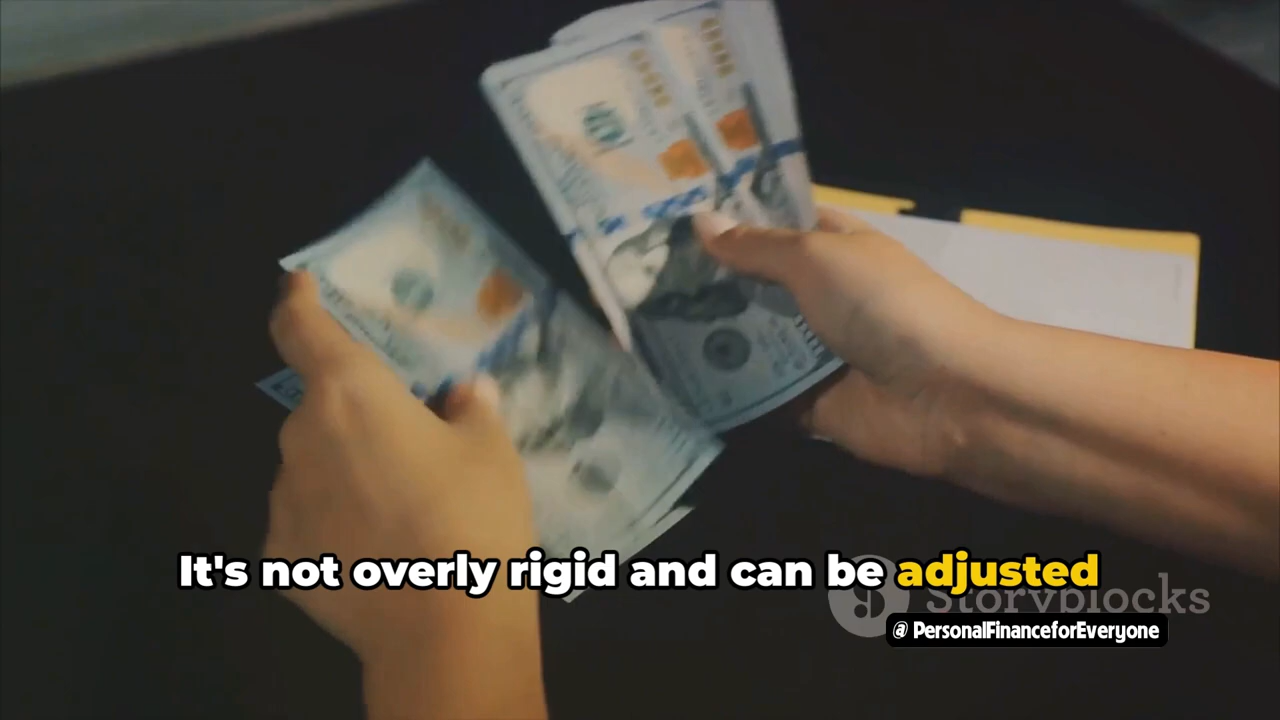 It's not overly rigid and can be adjusted
Storyblocks
@ PersonalFinanceforEveryone